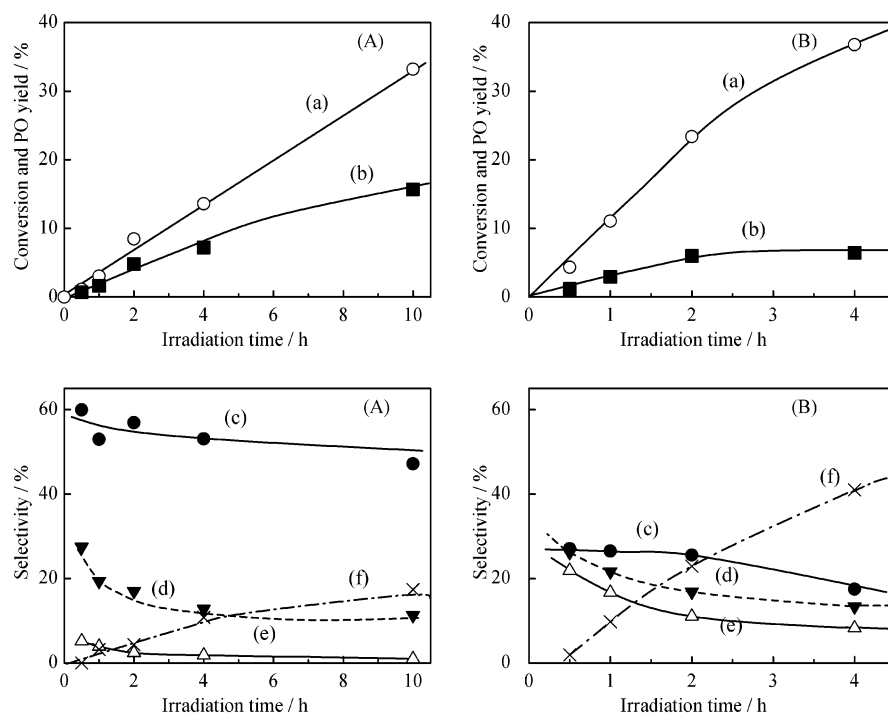 Conversion and PO yield / %
40
30
20
10
0
(A)
(a)
(b)
0 2 4 6 8 10
Irradiation time / h
Conversion and PO yield / %
40
30
20
10
0
(B)
(a)
(b)
0 1 2 3 4
Irradiation time / h
Selectivity / %
60
40
20
0
(A)
(c)
(d)
(f)
(e)
0 2 4 6 8 10
Irradiation time / h
Selectivity / %
60
40
20
0
(B)
(f)
(c)
(d)
(e)
0 1 2 3 4
Irradiation time / h